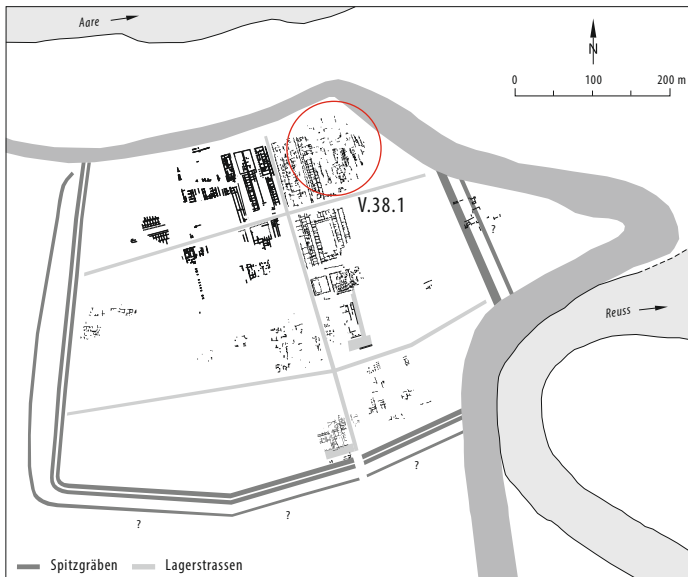 Aare
N
0 100 200 m
V.38.1
?
Reuss
?
?
?
Spitzgräben
Lagerstrassen